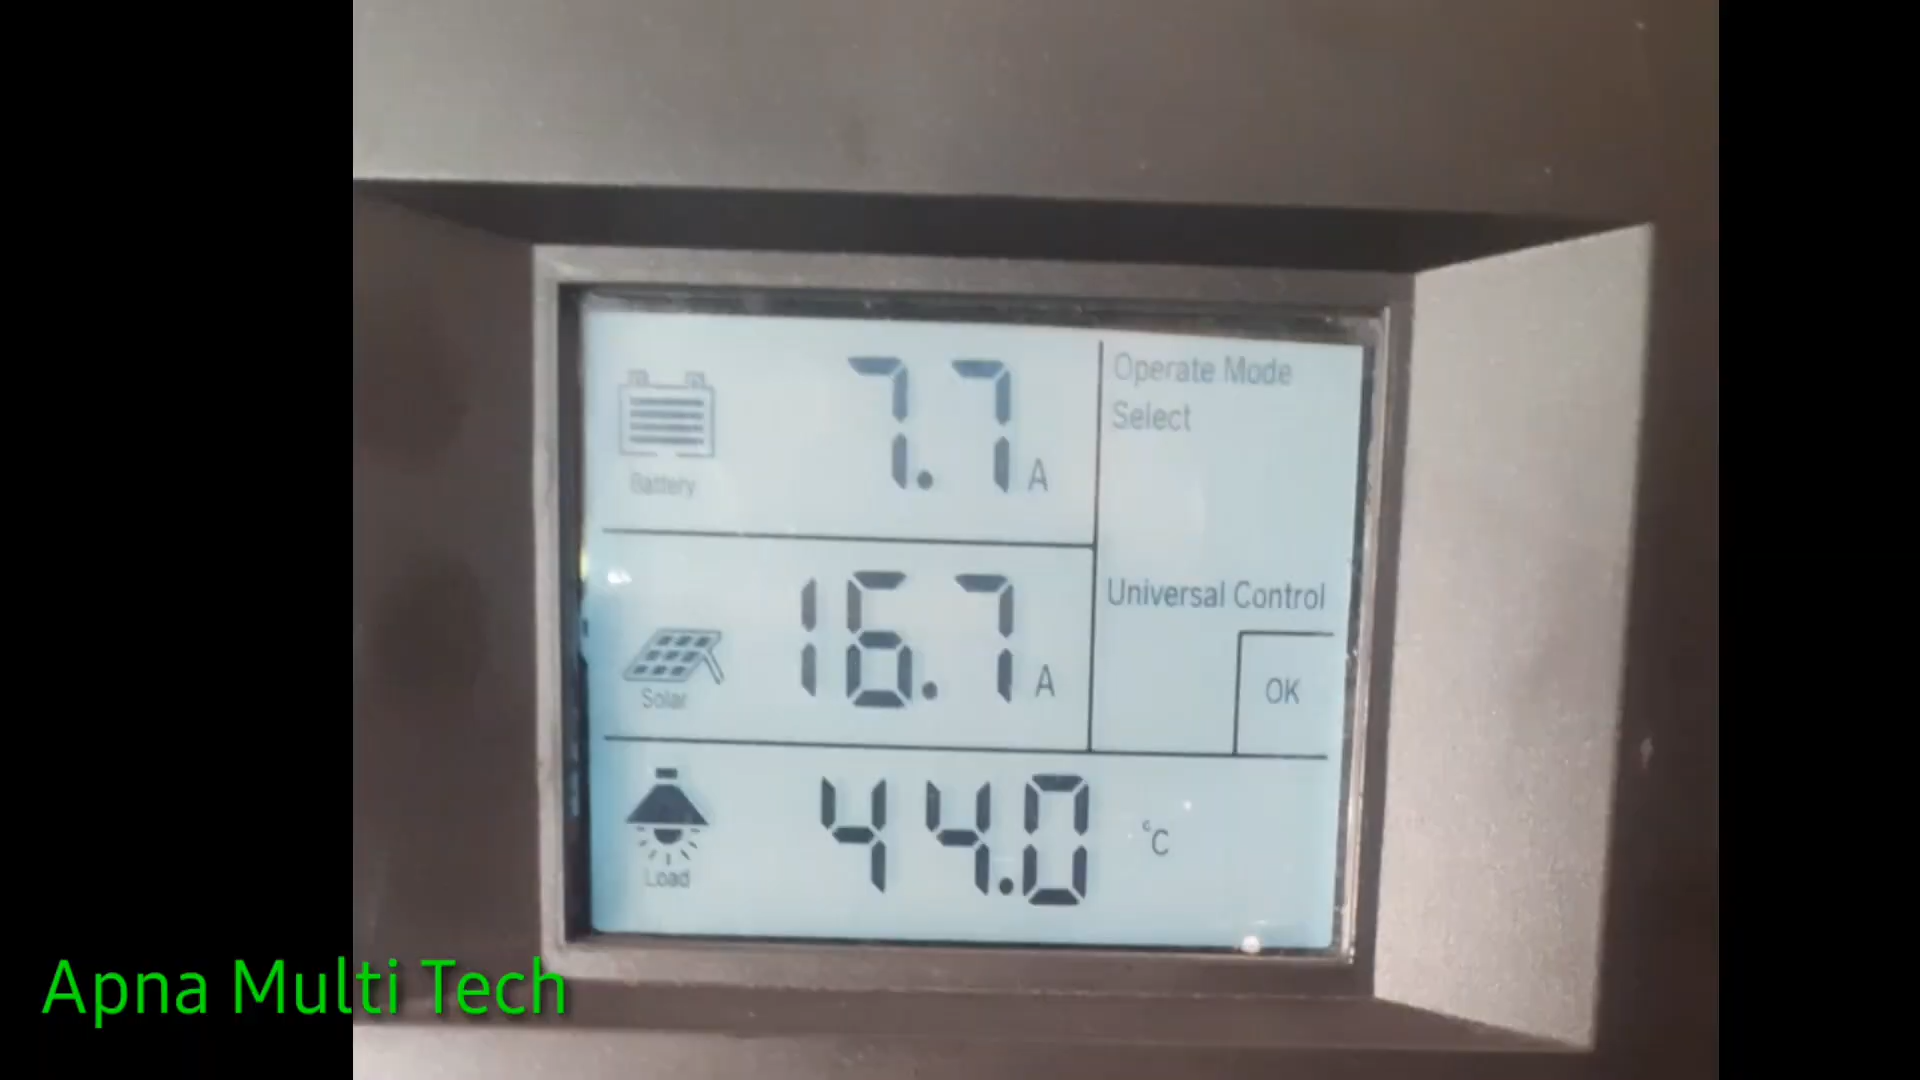 7.7 A
Battery
Operate Mode
Select
16.7 A
Solar
Universal Control
OK
44.0 °C
Load
Apna Multi Tech